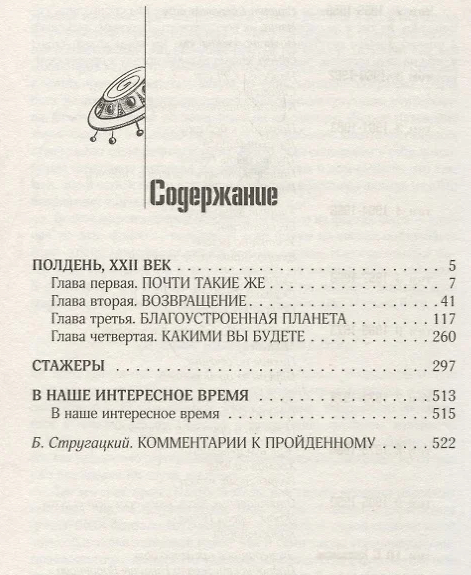 Содержание
ПОЛДЕНЬ, XXII ВЕК . . . . . . . . . . . . . . . . . . . . . . . . . . . 5
Глава первая. ПОЧТИ ТАКИЕ ЖЕ . . . . . . . . . . . . . . . . . . 7
Глава вторая. ВОЗВРАЩЕНИЕ . . . . . . . . . . . . . . . . . . . . 41
Глава третья. БЛАГОУСТРОЕННАЯ ПЛАНЕТА . . . . . . . . 117
Глава четвертая. КАКИМИ ВЫ БУДЕТЕ . . . . . . . . . . . . 260
СТАЖЕРЫ . . . . . . . . . . . . . . . . . . . . . . . . . . . . . . . . 297
В НАШЕ ИНТЕРЕСНОЕ ВРЕМЯ . . . . . . . . . . . . . . . . . . 513
В наше интересное время . . . . . . . . . . . . . . . . . . . . . 515
Б. Стругацкий. КОММЕНТАРИИ К ПРОЙДЕННОМУ . . . . . 522